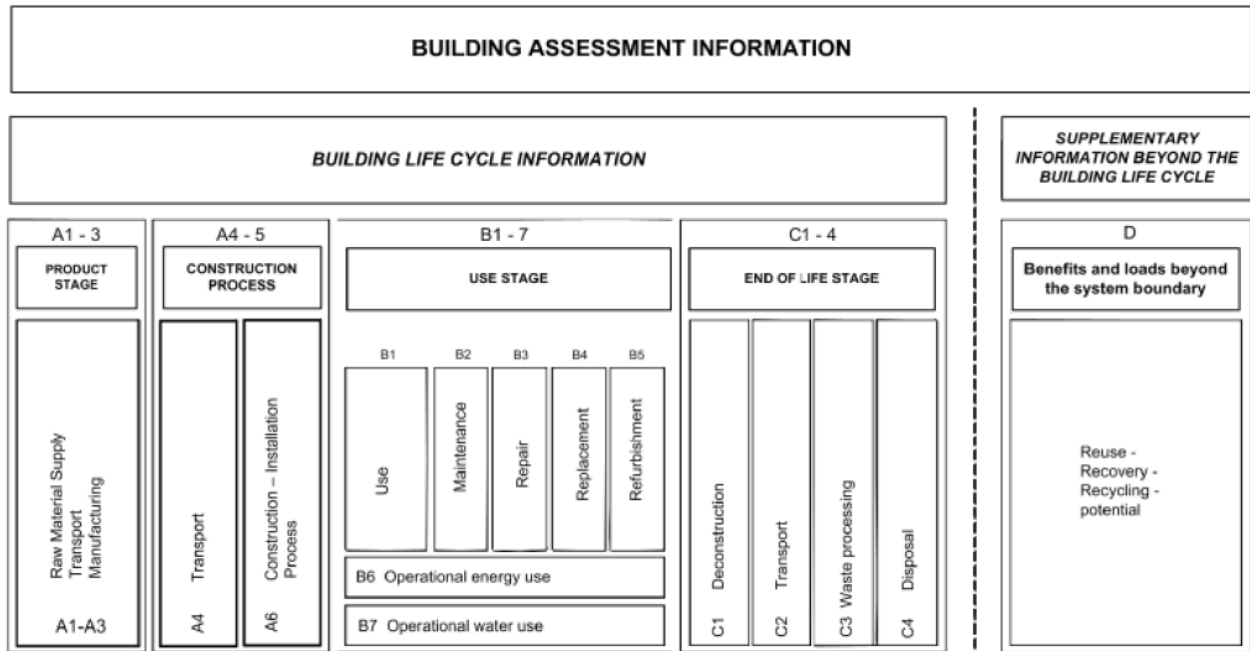 BUILDING ASSESSMENT INFORMATION
BUILDING LIFE CYCLE INFORMATION
SUPPLEMENTARY
INFORMATION BEYOND THE
BUILDING LIFE CYCLE
A1 - 3
PRODUCT
STAGE
Raw Material Supply
Transport
Manufacturing
A1-A3
A4 - 5
CONSTRUCTION
PROCESS
A4 Transport
A6 Construction – Installation
Process
B1 - 7
USE STAGE
B1
Use
B2
Maintenance
B3
Repair
B4
Replacement
B5
Refurbishment
B6 Operational energy use
B7 Operational water use
C1 - 4
END OF LIFE STAGE
C1 Deconstruction
C2 Transport
C3 Waste processing
C4 Disposal
D
Benefits and loads beyond
the system boundary
Reuse -
Recovery -
Recycling -
potential